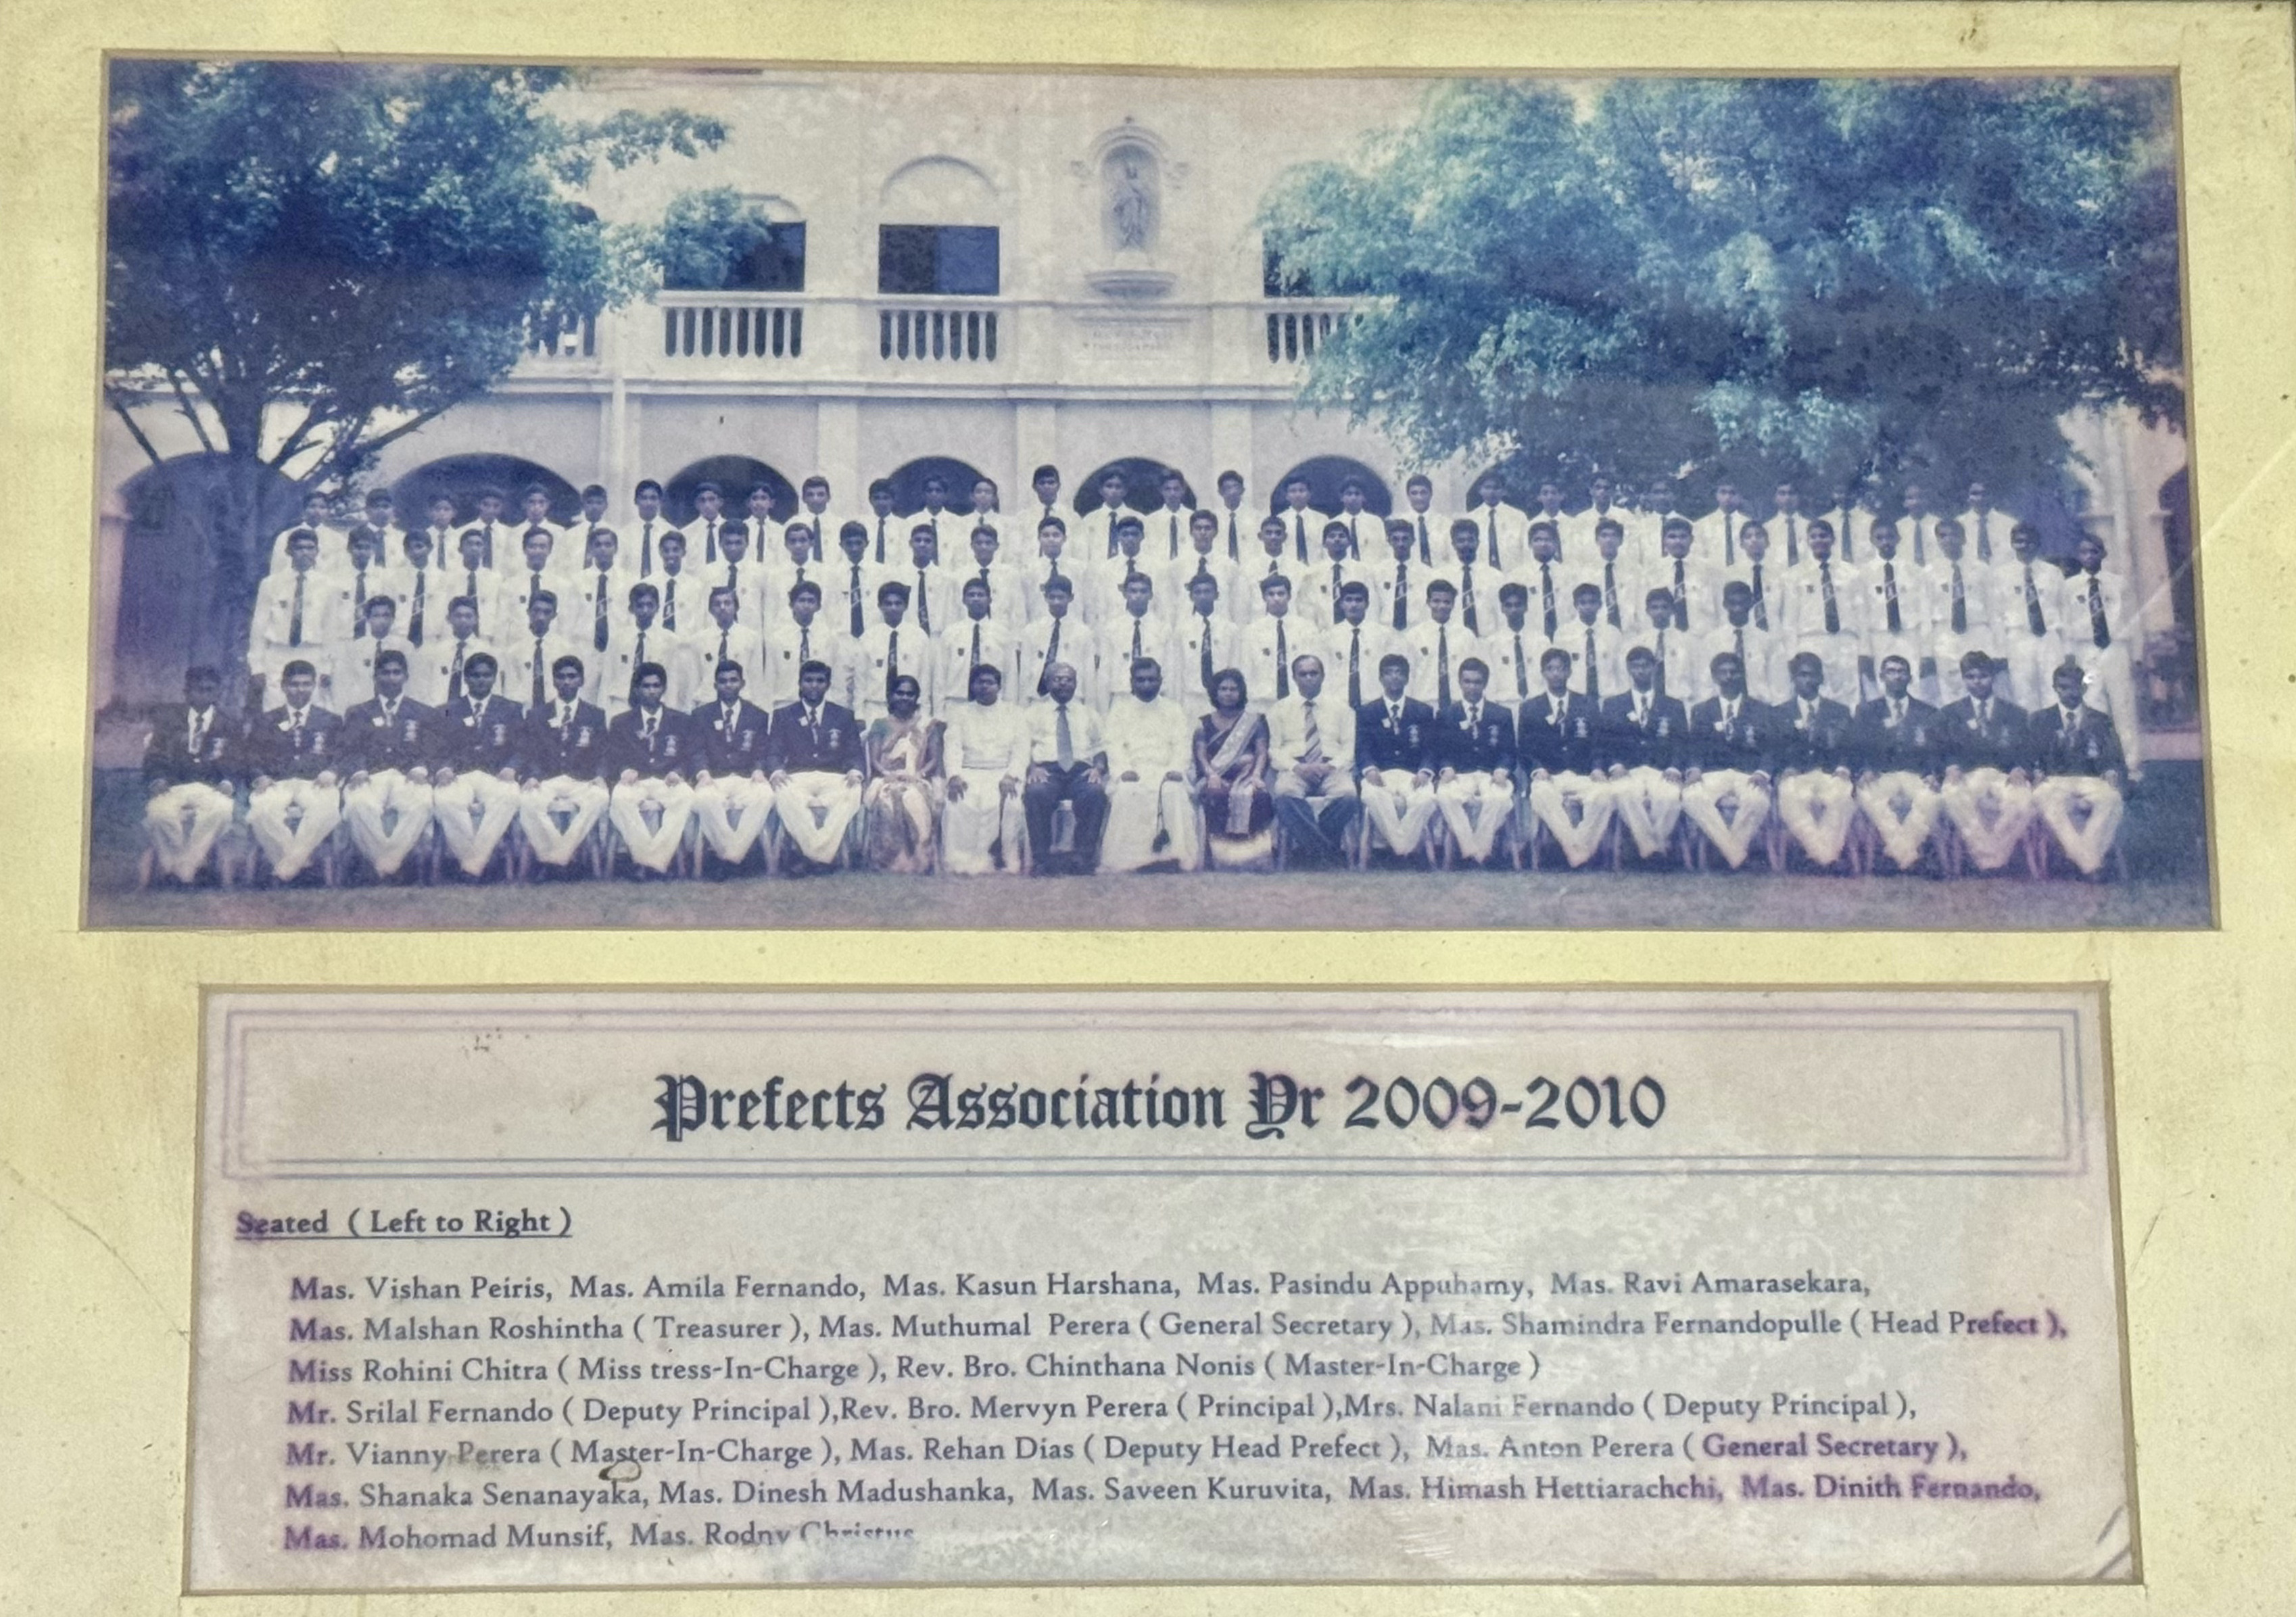 Prefects Association Yr 2009-2010
Seated ( Left to Right )
Mas. Vishan Peiris, Mas. Amila Fernando, Mas. Kasun Harshana, Mas. Pasindu Appuhamy, Mas. Ravi Amarasekara,
Mas. Malshan Roshintha ( Treasurer ), Mas. Muthumal Perera ( General Secretary ), Mas. Shamindra Fernandopulle ( Head Prefect ),
Miss Rohini Chitra ( Miss tress-In-Charge ), Rev. Bro. Chinthana Nonis ( Master-In-Charge )
Mr. Srilal Fernando ( Deputy Principal ),Rev. Bro. Mervyn Perera ( Principal ),Mrs. Nalani Fernando ( Deputy Principal ),
Mr. Vianny Perera ( Master-In-Charge ), Mas. Rehan Dias ( Deputy Head Prefect ), Mas. Anton Perera ( General Secretary ),
Mas. Shanaka Senanayaka, Mas. Dinesh Madushanka, Mas. Saveen Kuruvita, Mas. Himash Hettiarachchi, Mas. Dinith Fernando,
Mas. Mohomad Munsif, Mas. Rodny Christus